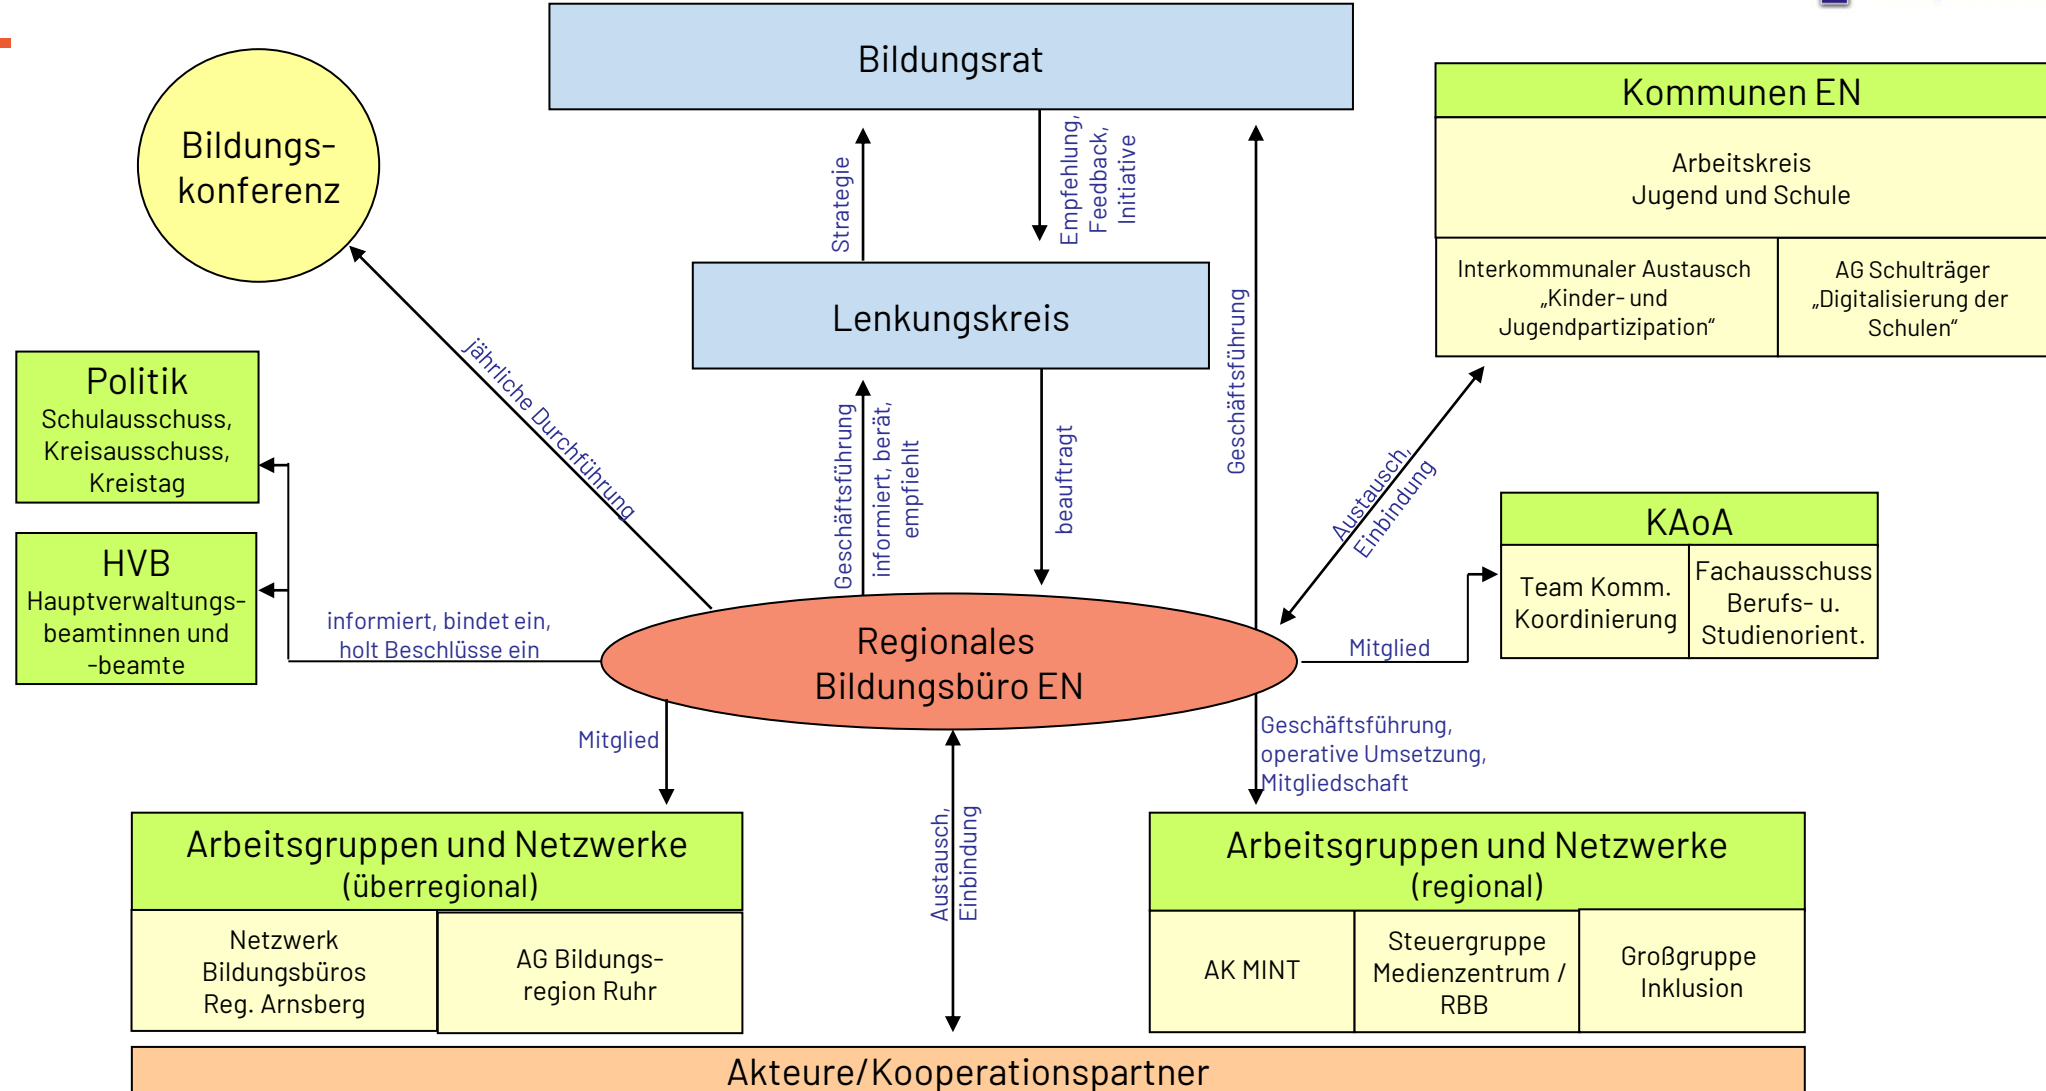 Bildungsrat
Bildungs-
konferenz
Kommunen EN
Arbeitskreis
Jugend und Schule
Interkommunaler Austausch
„Kinder- und
Jugendpartizipation“
AG Schulträger
„Digitalisierung der
Schulen“
Strategie
Empfehlung,
Feedback,
Initiative
Lenkungskreis
Geschäftsführung
jährliche Durchführung
Politik
Schulausschuss,
Kreisausschuss,
Kreistag
HVB
Hauptverwaltungs-
beamtinnen und
-beamte
Geschäftsführung
informiert, berät,
empfiehlt
beauftragt
Austausch,
Einbindung
KAoA
Team Komm.
Koordinierung
Fachausschuss
Berufs- u.
Studienorient.
informiert, bindet ein,
holt Beschlüsse ein
Regionales
Bildungsbüro EN
Mitglied
Mitglied
Geschäftsführung,
operative Umsetzung,
Mitgliedschaft
Austausch,
Einbindung
Arbeitsgruppen und Netzwerke
(überregional)
Netzwerk
Bildungsbüros
Reg. Arnsberg
AG Bildungs-
region Ruhr
Arbeitsgruppen und Netzwerke
(regional)
AK MINT
Steuergruppe
Medienzentrum /
RBB
Großgruppe
Inklusion
Akteure/Kooperationspartner